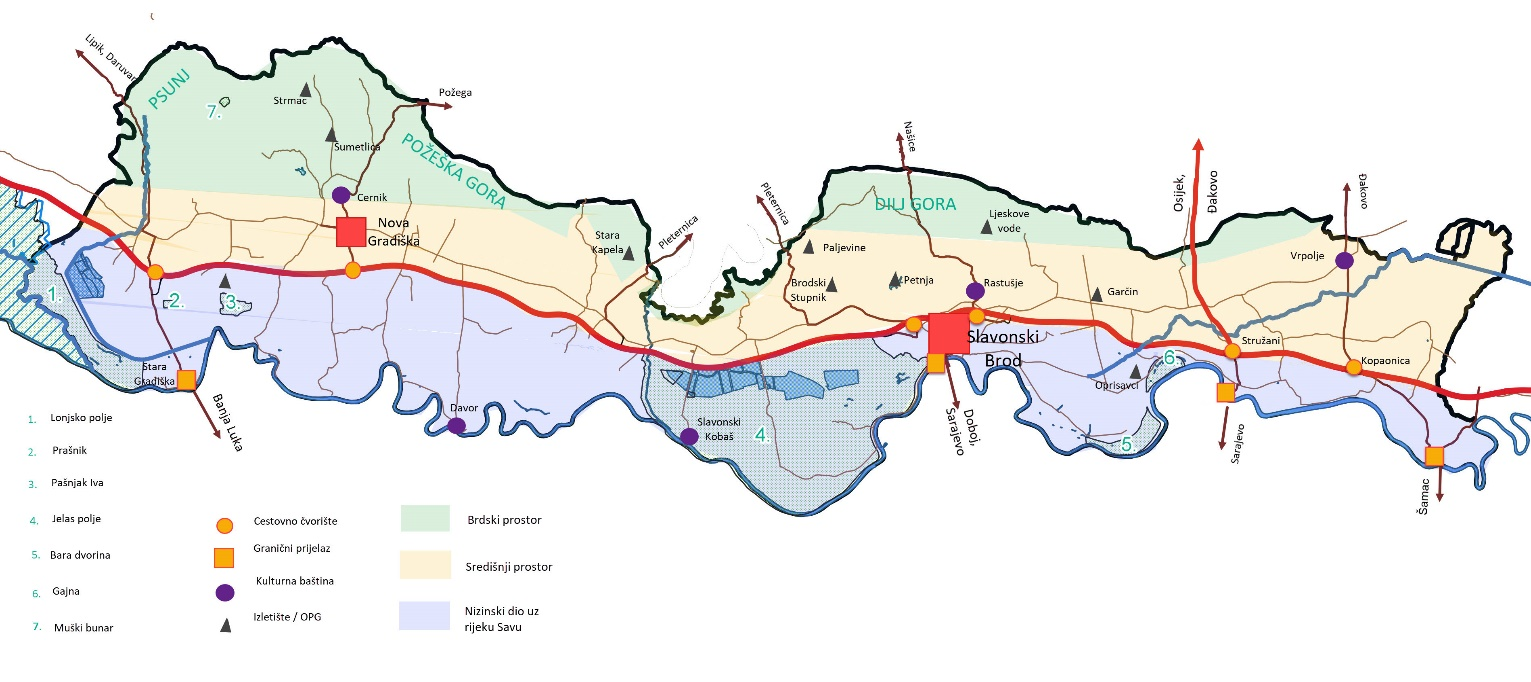 Lipik, Daruvar
PSUNJ
7.
Strmac
Sumetlica
Požega
POŽEŠKA GORA
Cernik
Nova
Gradiška
Stara
Kapela
Pleternica
Pleternica
Našice
DILJ GORA
Ljeskove
vode
Paljevine
Brodski
Stupnik
Petnja
Rastušje
Garčin
Osijek,
Đakovo
Đakovo
Vrpolje
1.
2.
3.
Stara
Gradiška
Banja Luka
Davor
Slavonski
Kobaš
4.
Slavonski
Brod
Doboj,
Sarajevo
Oprisavci
5.
6.
Stružani
Kopaonica
Sarajevo
Šamac
1. Lonjsko polje
2. Prašnik
3. Pašnjak Iva
4. Jelas polje
5. Bara dvorina
6. Gajna
7. Muški bunar
Cestovno čvorište
Granični prijelaz
Kulturna baština
Izletište / OPG
Brdski prostor
Središnji prostor
Nizinski dio uz
rijeku Savu